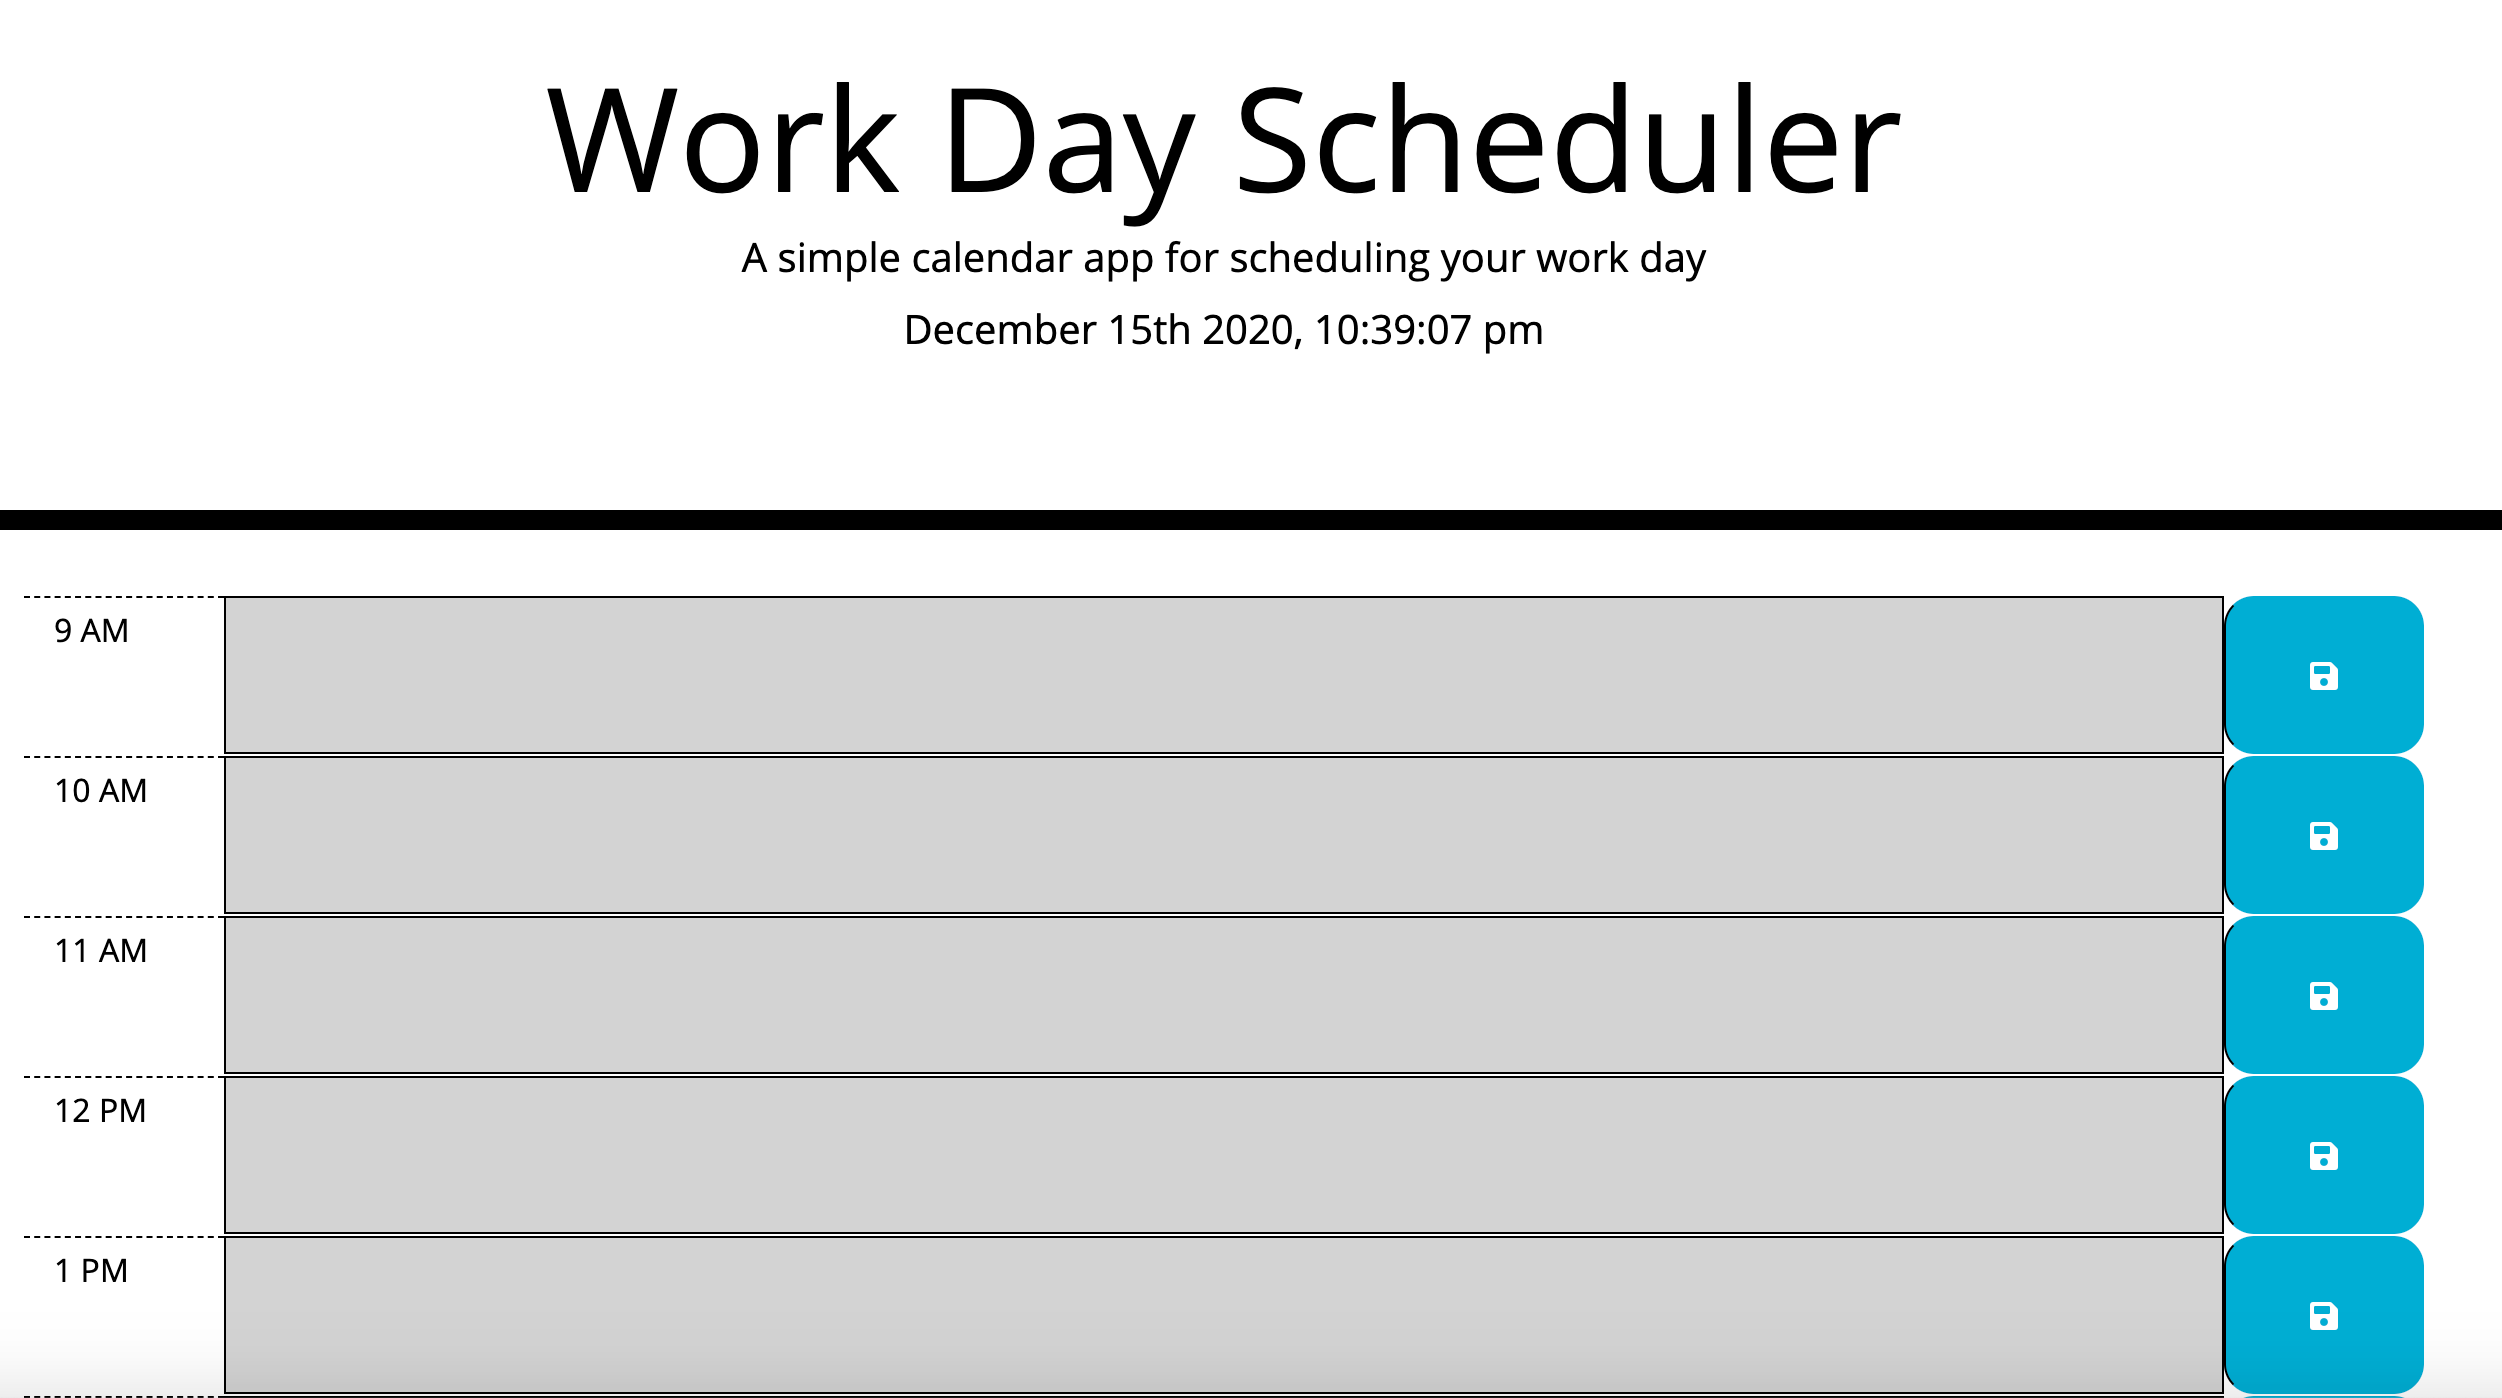 Work Day Scheduler
A simple calendar app for scheduling your work day
December 15th 2020, 10:39:07 pm
9 AM
10 AM
11 AM
12 PM
1 PM